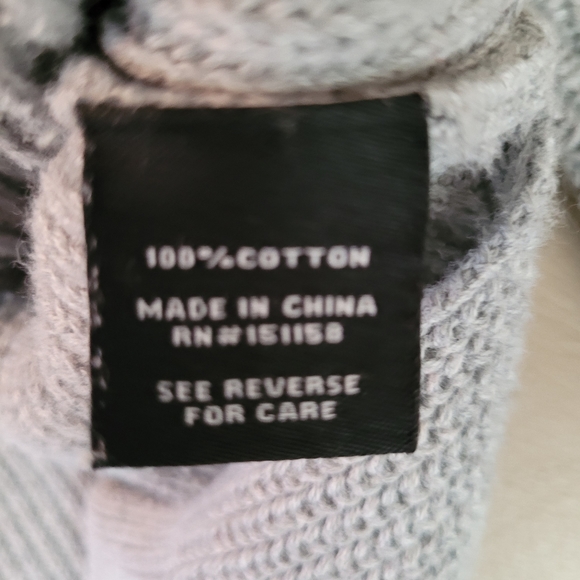 100% COTTON
MADE IN CHINA
RN#151158
SEE REVERSE
FOR CARE